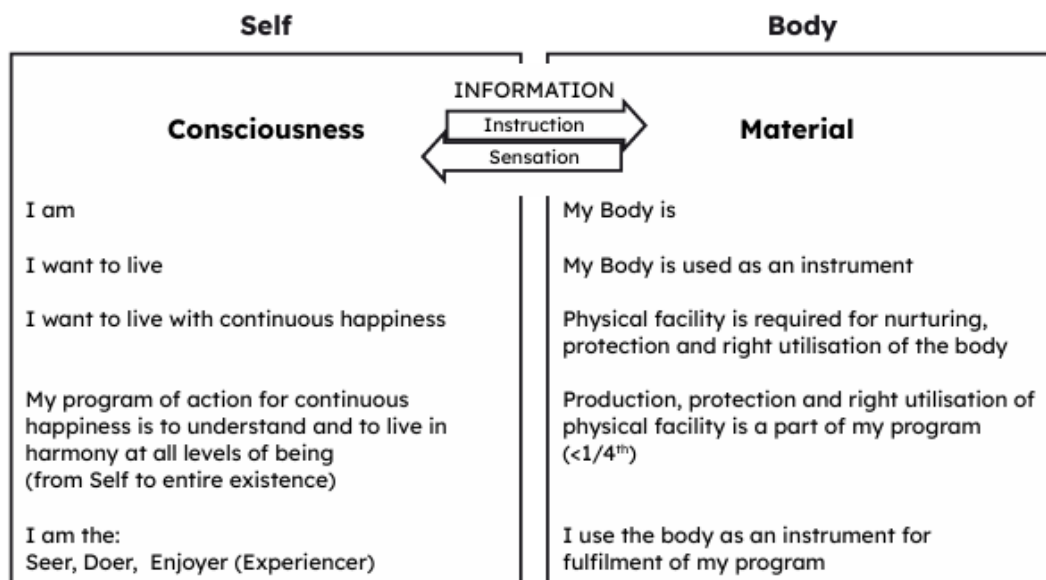 Self
Body
INFORMATION
Instruction
Sensation
Consciousness
Material
I am
My Body is
I want to live
My Body is used as an instrument
I want to live with continuous happiness
Physical facility is required for nurturing,
protection and right utilisation of the body
My program of action for continuous
happiness is to understand and to live in
harmony at all levels of being
(from Self to entire existence)
Production, protection and right utilisation of
physical facility is a part of my program
(<1/4ᵗʰ)
I am the:
Seer, Doer,  Enjoyer (Experiencer)
I use the body as an instrument for
fulfilment of my program